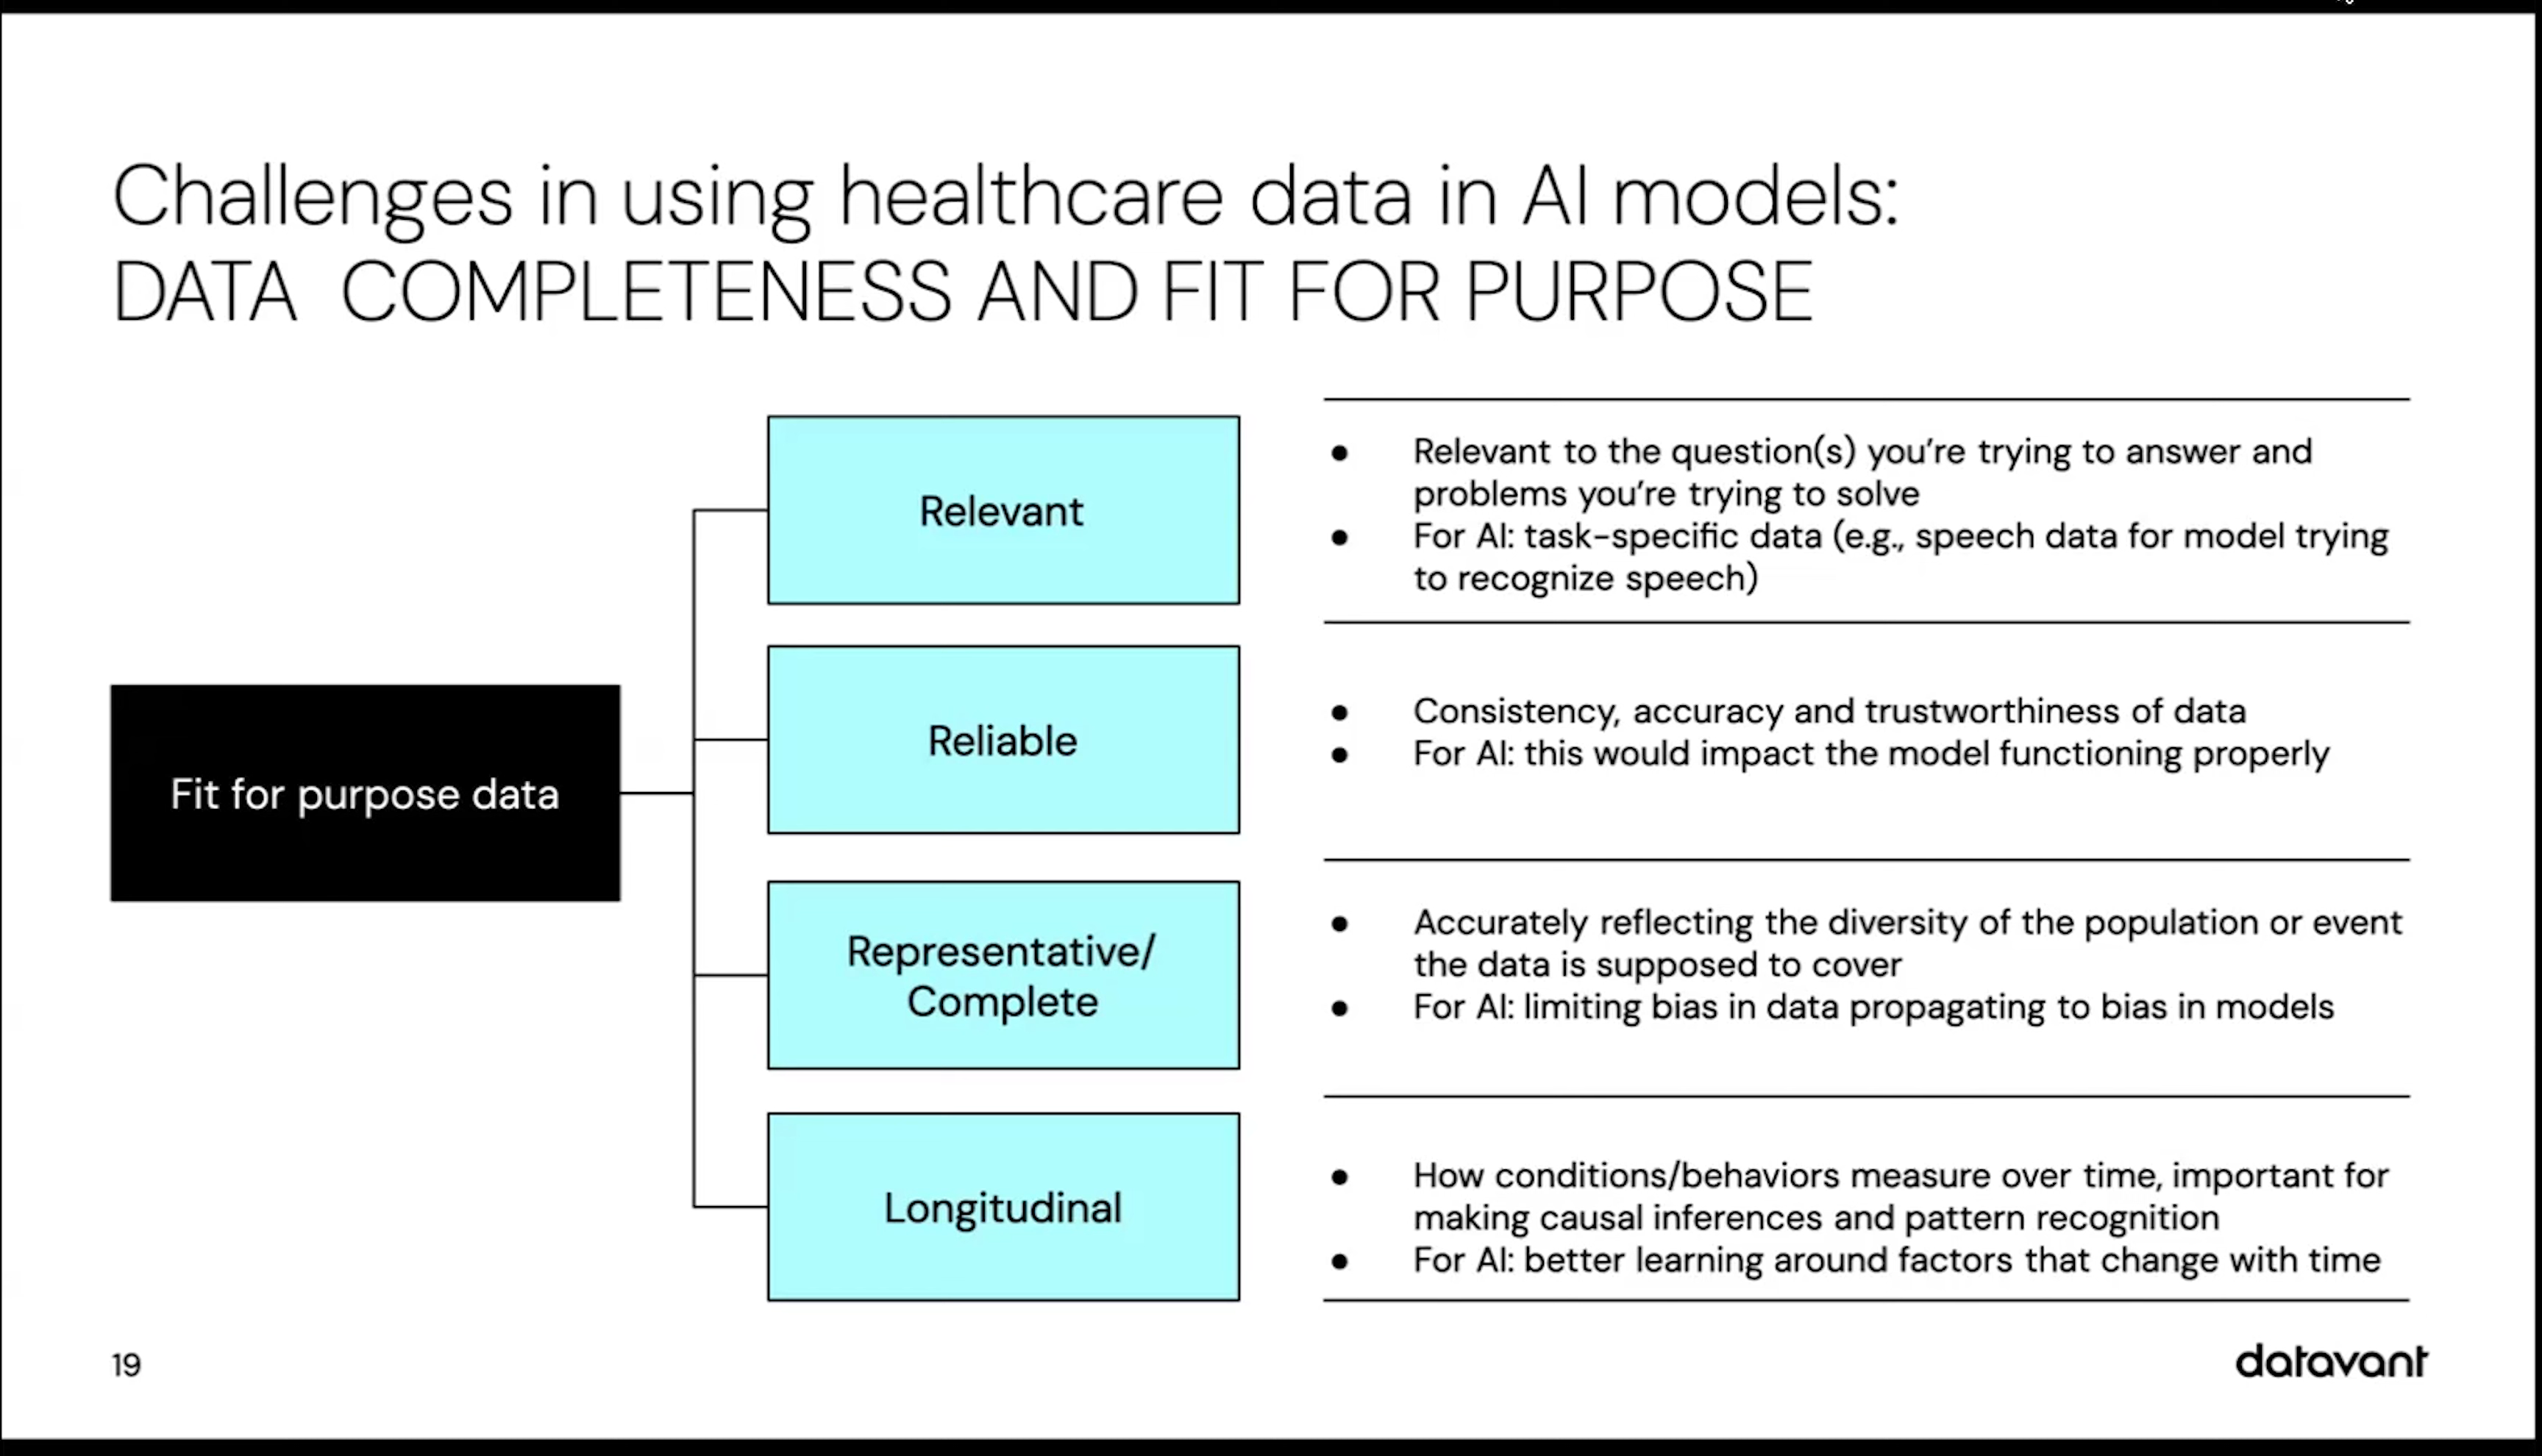 Challenges in using healthcare data in AI models:
DATA  COMPLETENESS AND FIT FOR PURPOSE
Fit for purpose data
Relevant
● Relevant to the question(s) you're trying to answer and
problems you're trying to solve
● For AI: task-specific data (e.g., speech data for model trying
to recognize speech)
Reliable
● Consistency, accuracy and trustworthiness of data
● For AI: this would impact the model functioning properly
Representative/
Complete
● Accurately reflecting the diversity of the population or event
the data is supposed to cover
● For AI: limiting bias in data propagating to bias in models
Longitudinal
● How conditions/behaviors measure over time, important for
making causal inferences and pattern recognition
● For AI: better learning around factors that change with time
19
datavant